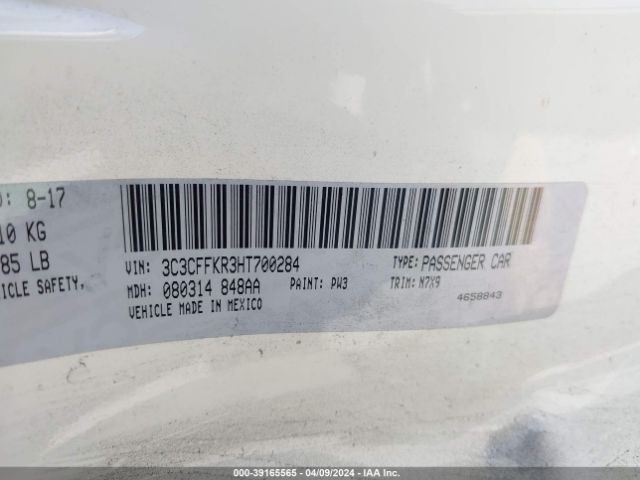 : 8-17
10 KG
85 LB
ICLE SAFETY,
VIN: 3C3CFFKR3HT700284 TYPE: PASSENGER CAR
MDH: 080314 848AA PAINT: PW3 TRIM: N7X9
VEHICLE MADE IN MEXICO 4658843
000-39165565 | 04/09/2024 | IAA Inc.